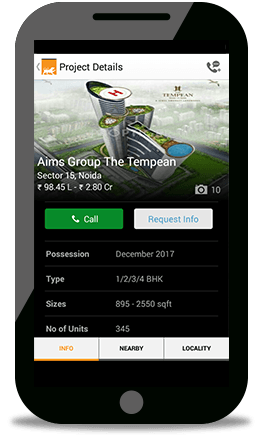 Project Details
TEMPEAN
Aims Group The Tempean
Sector 15, Noida
₹ 98.45 L - ₹ 2.80 Cr
10
Call
Request Info
Possession December 2017
Type 1/2/3/4 BHK
Sizes 895 - 2550 sqft
No of Units 345
INFO NEARBY LOCALITY